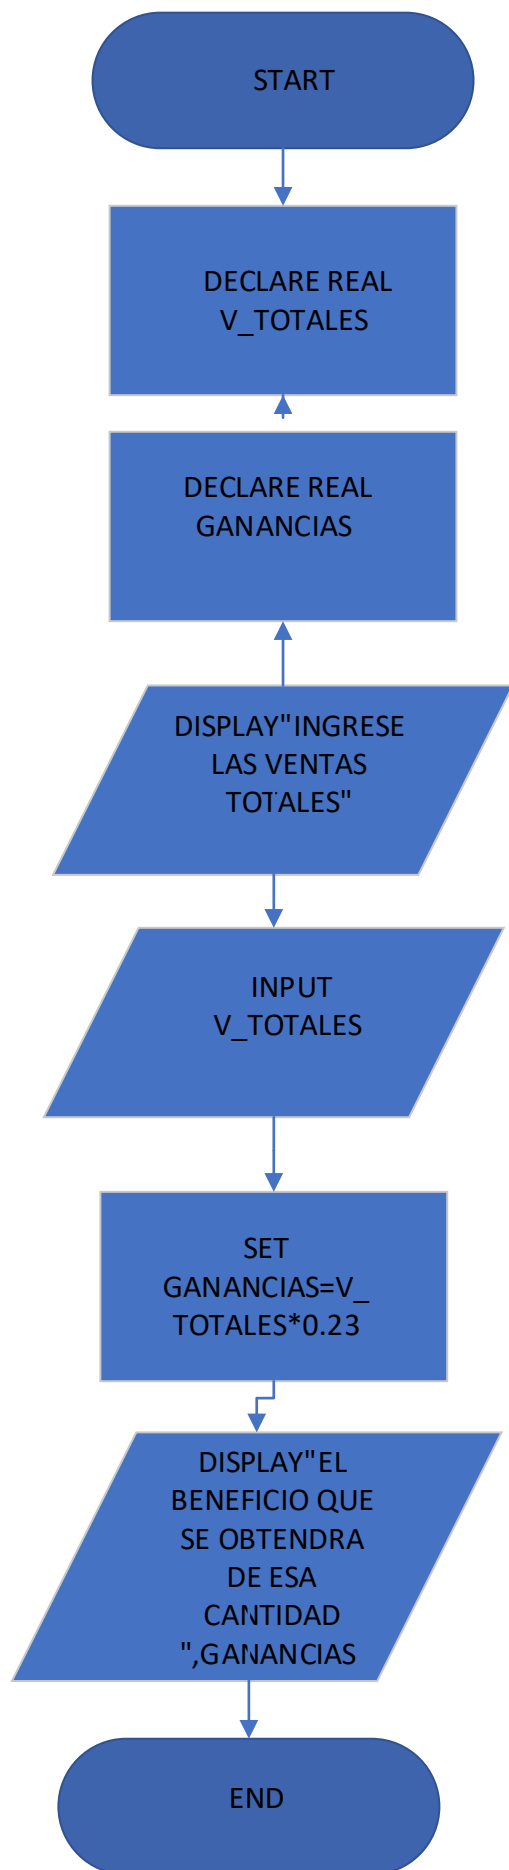 START
DECLARE REAL
V_TOTALES
DECLARE REAL
GANANCIAS
DISPLAY"INGRESE
LAS VENTAS
TOTALES"
INPUT
V_TOTALES
SET
GANANCIAS=V_
TOTALES*0.23
DISPLAY"EL
BENEFICIO QUE
SE OBTENDRA
DE ESA
CANTIDAD
",GANANCIAS
END